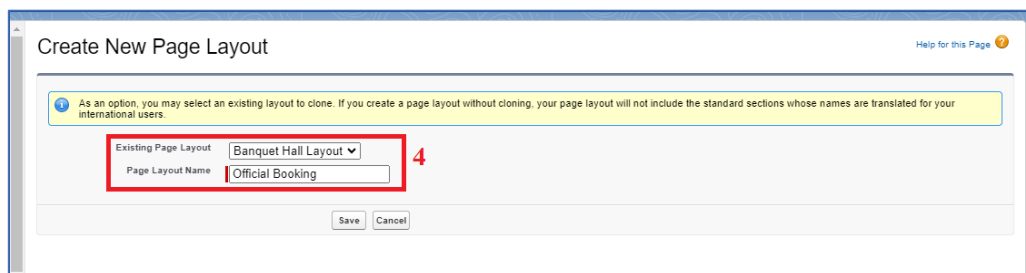 Create New Page Layout
Help for this Page
As an option, you may select an existing layout to clone. If you create a page layout without cloning, your page layout will not include the standard sections whose names are translated for your
international users.
Existing Page Layout Banquet Hall Layout
4
Page Layout Name Official Booking
Save Cancel